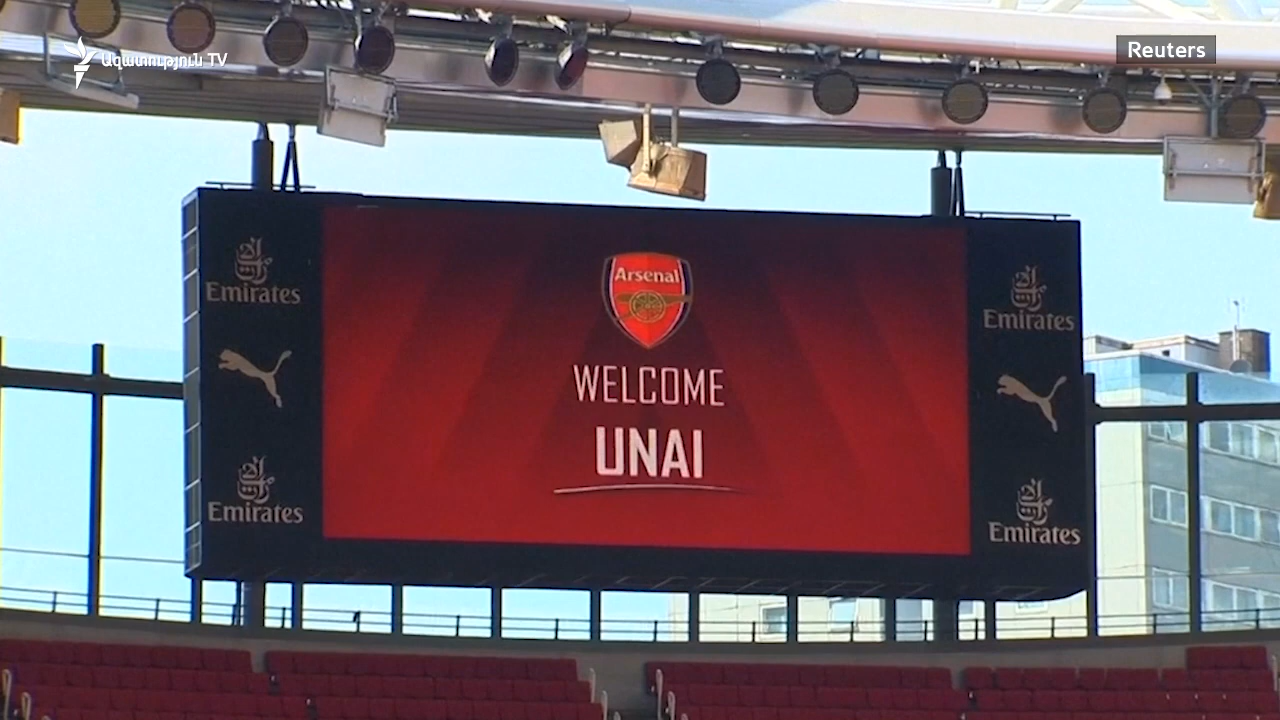 Ազատություն TV
Reuters
Emirates
Emirates
Arsenal
WELCOME
UNAI
Emirates
Emirates